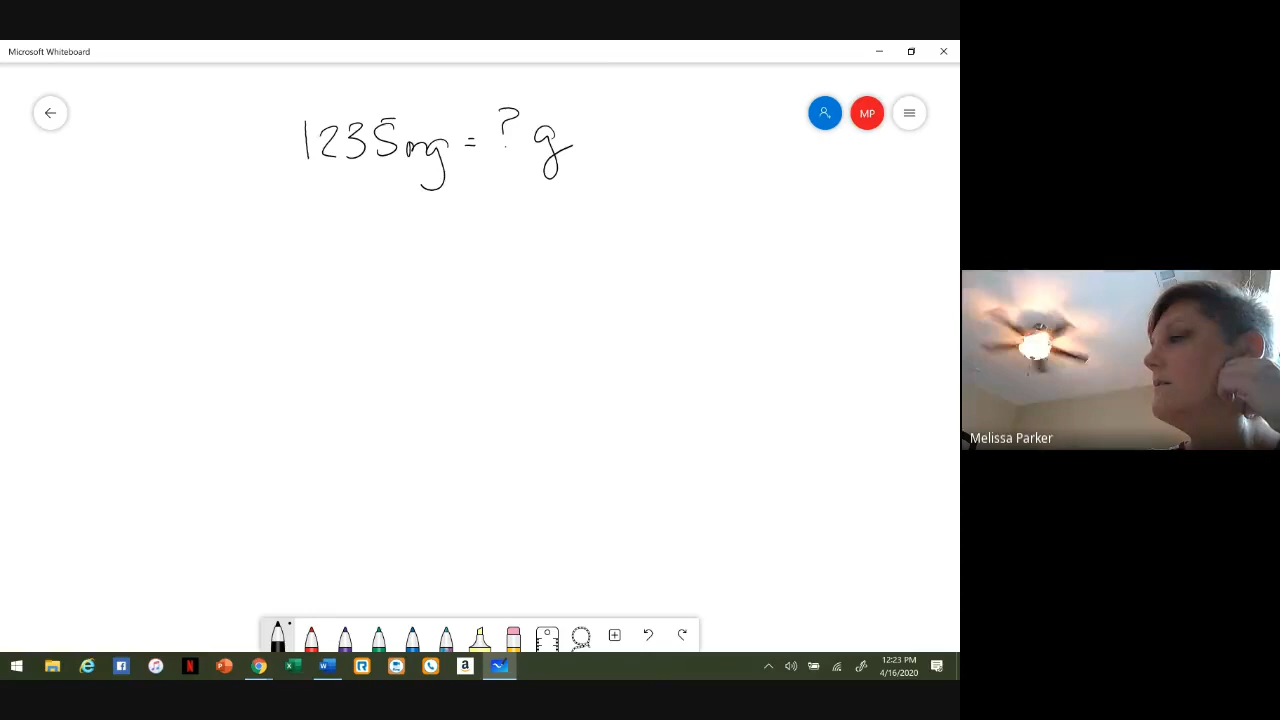 Microsoft Whiteboard
MP
1235mg = ? g
Melissa Parker
12:23 PM
4/16/2020